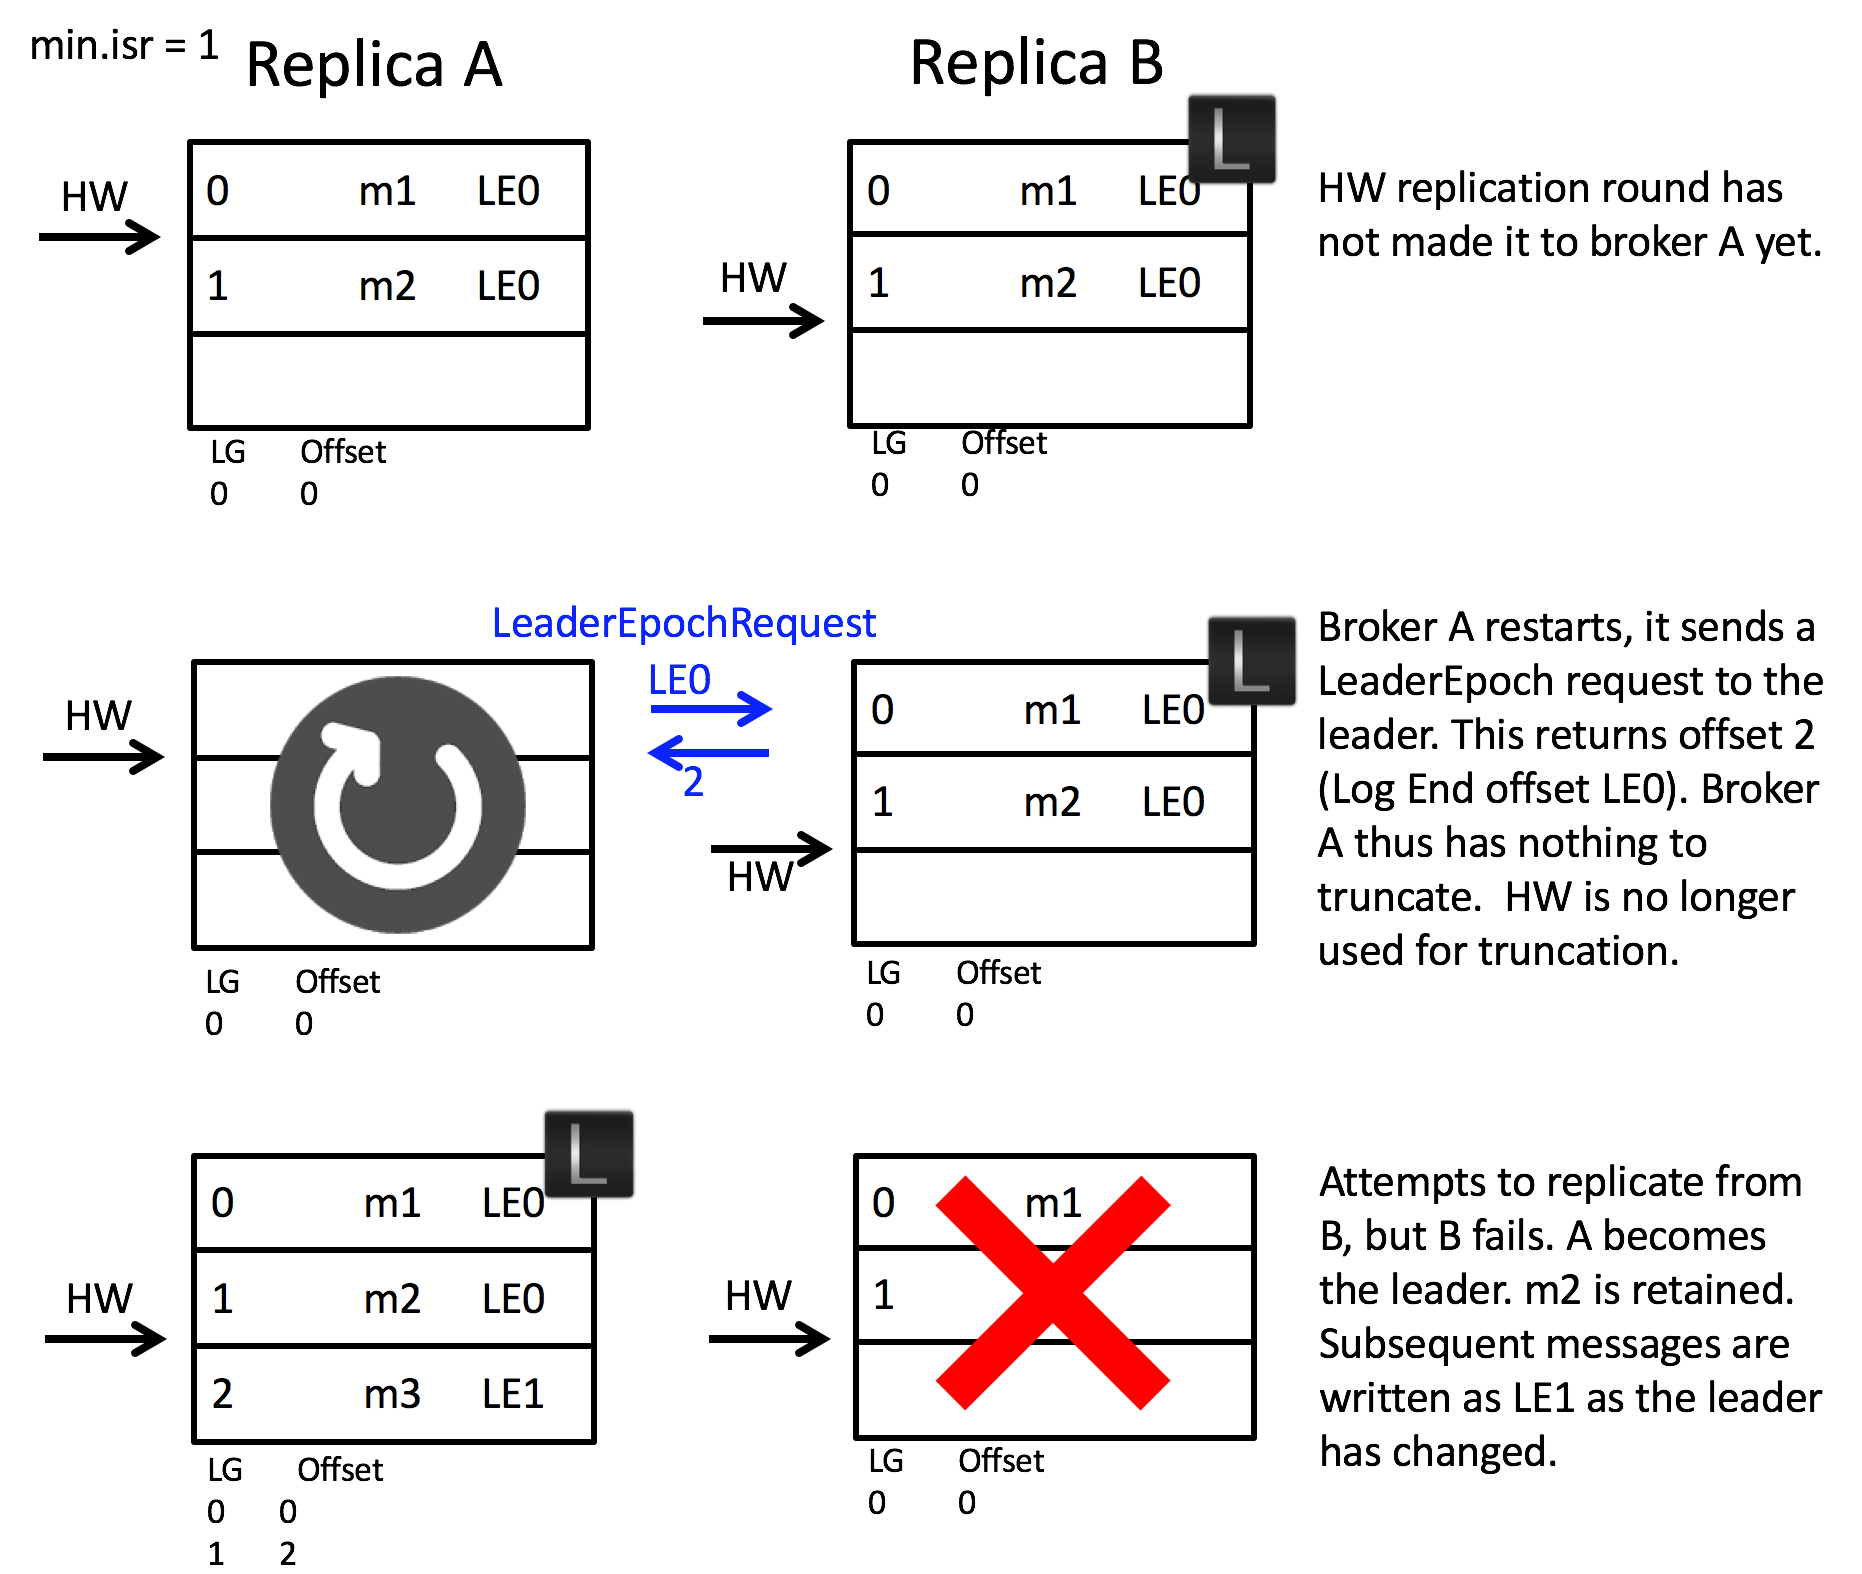 min.isr = 1
Replica A
Replica B
L
HW
0 m1 LE0
1 m2 LE0
LG Offset
0 0
HW
0 m1 LE0
1 m2 LE0
LG Offset
0 0
HW replication round has
not made it to broker A yet.
LeaderEpochRequest
LE0
2
HW
LG Offset
0 0
L
HW
0 m1 LE0
1 m2 LE0
LG Offset
0 0
Broker A restarts, it sends a
LeaderEpoch request to the
leader. This returns offset 2
(Log End offset LE0). Broker
A thus has nothing to
truncate.  HW is no longer
used for truncation.
L
HW
0 m1 LE0
1 m2 LE0
2 m3 LE1
LG Offset
0 0
1 2
HW
0 m1
1
LG Offset
0 0
Attempts to replicate from
B, but B fails. A becomes
the leader. m2 is retained.
Subsequent messages are
written as LE1 as the leader
has changed.